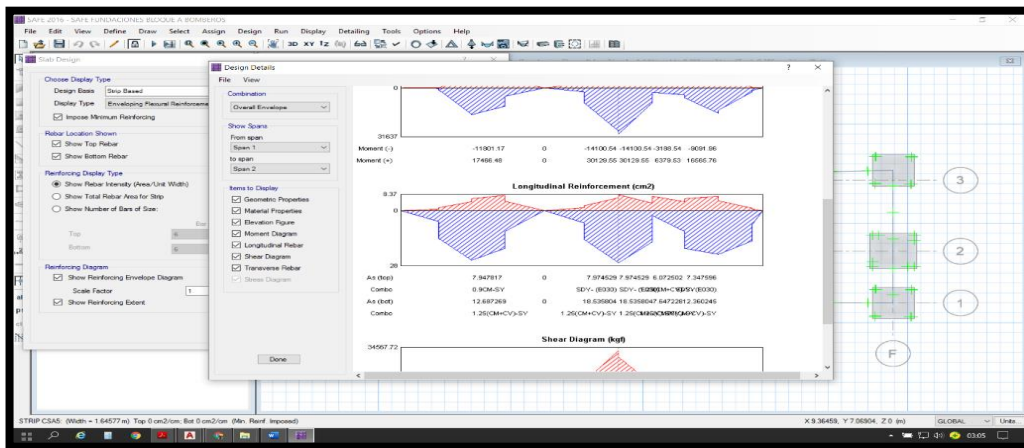 SAFE 2016 - SAFE FUNDACIONES BLOQUE A BOMBEROS
File Edit View Define Draw Select Assign Design Run Display Detailing Tools Options Help
Slab Design
Choose Display Type
Design Basis Strip Based
Display Type Enveloping Flexural Reinforceme
Impose Minimum Reinforcing
Rebar Location Shown
Show Top Rebar
Show Bottom Rebar
Reinforcing Display Type
Show Rebar Intensity (Area/Unit Width)
Show Total Rebar Area for Strip
Show Number of Bars of Size:
Bar
Top
Bottom
Reinforcing Diagram
Show Reinforcing Envelope Diagram
Scale Factor 1
Show Reinforcing Extent
Design Details
File View
Combination
Overall Envelope
Show Spans
From span
Span 1
to span
Span 2
Items to Display
Geometric Properties
Material Properties
Elevation Figure
Moment Diagram
Longitudinal Rebar
Shear Diagram
Transverse Rebar
Stress Diagram
Done
0
31637
Moment (-) -11801.17 0 -14100.54 -14100.54 -3188.54 -9091.86
Moment (+) 17466.48 0 30129.55 30129.55 6379.53 16565.76
Longitudinal Reinforcement (cm2)
8.37
0
28
As (top) 7.947817 0 7.974529 7.974529 6.972502 7.347596
Combo 0.9CM-SY SDY- (E030) SDY-
As (bot) 12.687269 0
Combo 1.25(CM+CV)-SY 1.25(CM+CV)-SY
Shear Diagram (kgf)
34567.72
3
2
1
F
STRIP CSA5: (Width = 1.64577 m) Top 0 cm2/cm; Bot 0 cm2/cm (Min. Reinf. Imposed)
X 9.36459, Y 7.06904, Z 0 (m) GLOBAL Units...
03:05